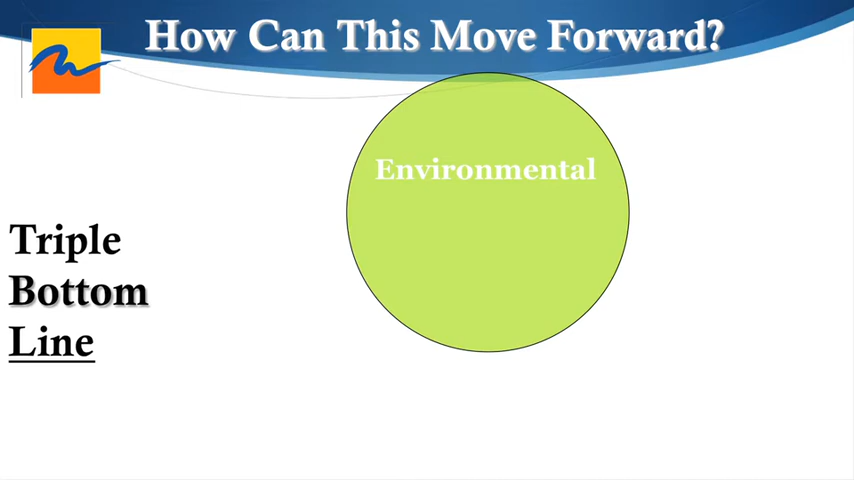 How Can This Move Forward?
Environmental
Triple
Bottom
Line